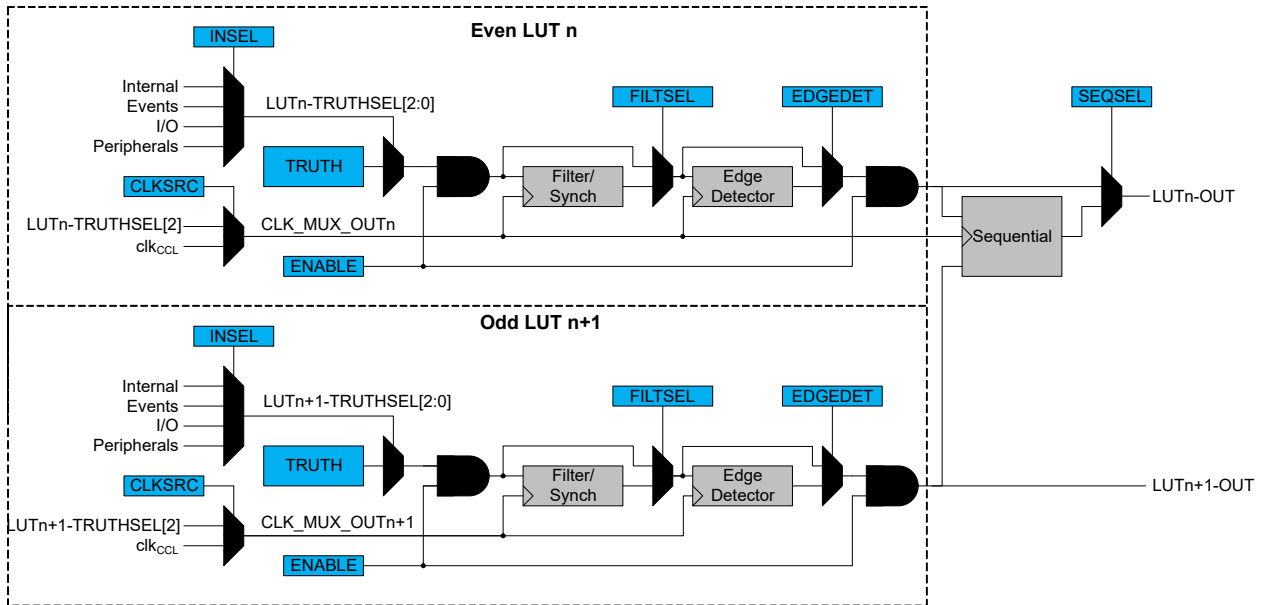 Even LUT n
INSEL
Internal
Events
I/O
Peripherals
LUTn-TRUTHSEL[2:0]
FILTSEL
EDGEDET
SEQSEL
TRUTH
Filter/
Synch
Edge
Detector
CLKSRC
LUTn-TRUTHSEL[2]
clkCCL
CLK_MUX_OUTn
ENABLE
Sequential
LUTn-OUT
Odd LUT n+1
INSEL
Internal
Events
I/O
Peripherals
LUTn+1-TRUTHSEL[2:0]
FILTSEL
EDGEDET
TRUTH
Filter/
Synch
Edge
Detector
CLKSRC
LUTn+1-TRUTHSEL[2]
clkCCL
CLK_MUX_OUTn+1
ENABLE
LUTn+1-OUT